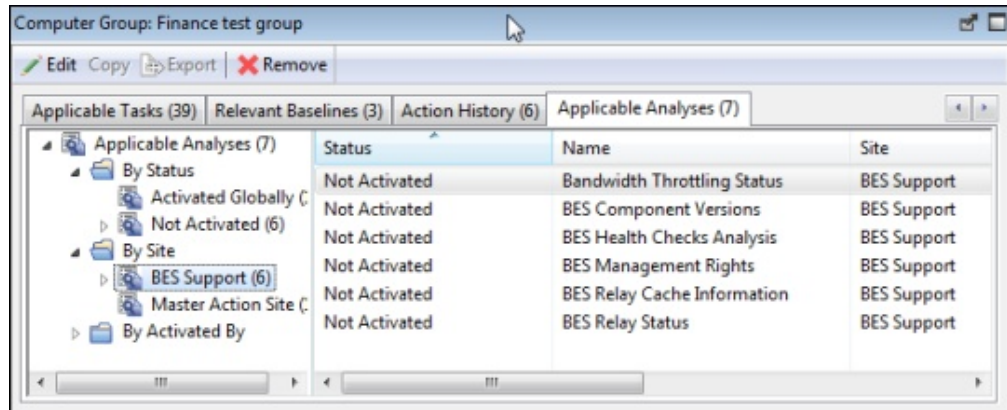 Computer Group: Finance test group
Edit Copy Export Remove
Applicable Tasks (39) Relevant Baselines (3) Action History (6) Applicable Analyses (7)
Applicable Analyses (7)
By Status
Activated Globally (
Not Activated (6)
By Site
BES Support (6)
Master Action Site (
By Activated By
Status Name Site
Not Activated Bandwidth Throttling Status BES Support
Not Activated BES Component Versions BES Support
Not Activated BES Health Checks Analysis BES Support
Not Activated BES Management Rights BES Support
Not Activated BES Relay Cache Information BES Support
Not Activated BES Relay Status BES Support